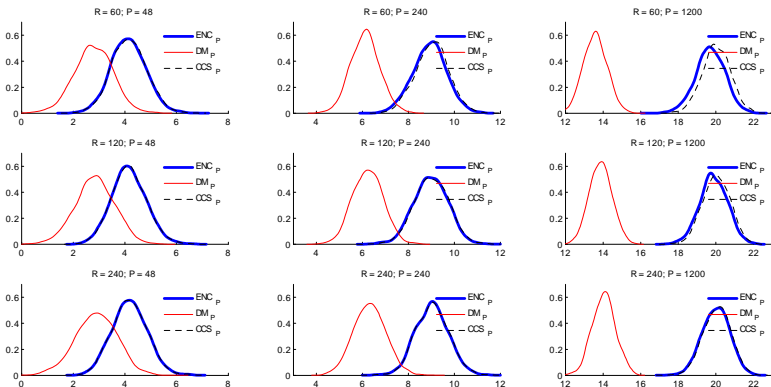 R = 60; P = 48
ENC P
DM P
CCS P
0.6
0.4
0.2
0
0 2 4 6 8
R = 60; P = 240
ENC P
DM P
CCS P
0.6
0.4
0.2
0
4 6 8 10 12
R = 60; P = 1200
ENC P
DM P
CCS P
0.6
0.4
0.2
0
12 14 16 18 20 22
R = 120; P = 48
ENC P
DM P
CCS P
0.6
0.4
0.2
0
0 2 4 6 8
R = 120; P = 240
ENC P
DM P
CCS P
0.6
0.4
0.2
0
4 6 8 10 12
R = 120; P = 1200
ENC P
DM P
CCS P
0.6
0.4
0.2
0
12 14 16 18 20 22
R = 240; P = 48
ENC P
DM P
CCS P
0.6
0.4
0.2
0
0 2 4 6 8
R = 240; P = 240
ENC P
DM P
CCS P
0.6
0.4
0.2
0
4 6 8 10 12
R = 240; P = 1200
ENC P
DM P
CCS P
0.6
0.4
0.2
0
12 14 16 18 20 22